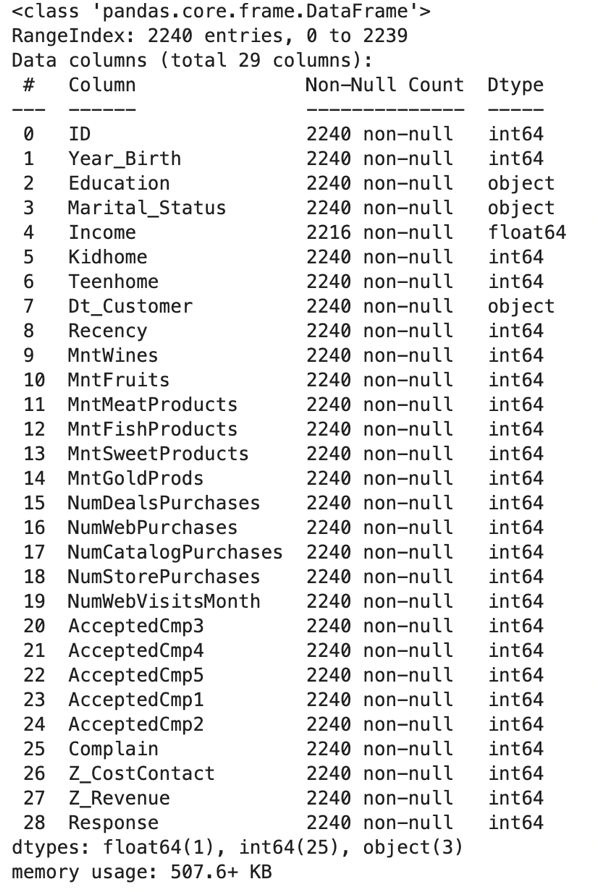 <class 'pandas.core.frame.DataFrame'>
RangeIndex: 2240 entries, 0 to 2239
Data columns (total 29 columns):
 #   Column               Non-Null Count  Dtype
---  ------               --------------  -----
 0   ID                   2240 non-null   int64
 1   Year_Birth           2240 non-null   int64
 2   Education            2240 non-null   object
 3   Marital_Status       2240 non-null   object
 4   Income               2216 non-null   float64
 5   Kidhome              2240 non-null   int64
 6   Teenhome             2240 non-null   int64
 7   Dt_Customer          2240 non-null   object
 8   Recency              2240 non-null   int64
 9   MntWines             2240 non-null   int64
 10  MntFruits            2240 non-null   int64
 11  MntMeatProducts      2240 non-null   int64
 12  MntFishProducts      2240 non-null   int64
 13  MntSweetProducts     2240 non-null   int64
 14  MntGoldProds         2240 non-null   int64
 15  NumDealsPurchases    2240 non-null   int64
 16  NumWebPurchases      2240 non-null   int64
 17  NumCatalogPurchases  2240 non-null   int64
 18  NumStorePurchases    2240 non-null   int64
 19  NumWebVisitsMonth    2240 non-null   int64
 20  AcceptedCmp3         2240 non-null   int64
 21  AcceptedCmp4         2240 non-null   int64
 22  AcceptedCmp5         2240 non-null   int64
 23  AcceptedCmp1         2240 non-null   int64
 24  AcceptedCmp2         2240 non-null   int64
 25  Complain             2240 non-null   int64
 26  Z_CostContact        2240 non-null   int64
 27  Z_Revenue            2240 non-null   int64
 28  Response             2240 non-null   int64
dtypes: float64(1), int64(25), object(3)
memory usage: 507.6+ KB